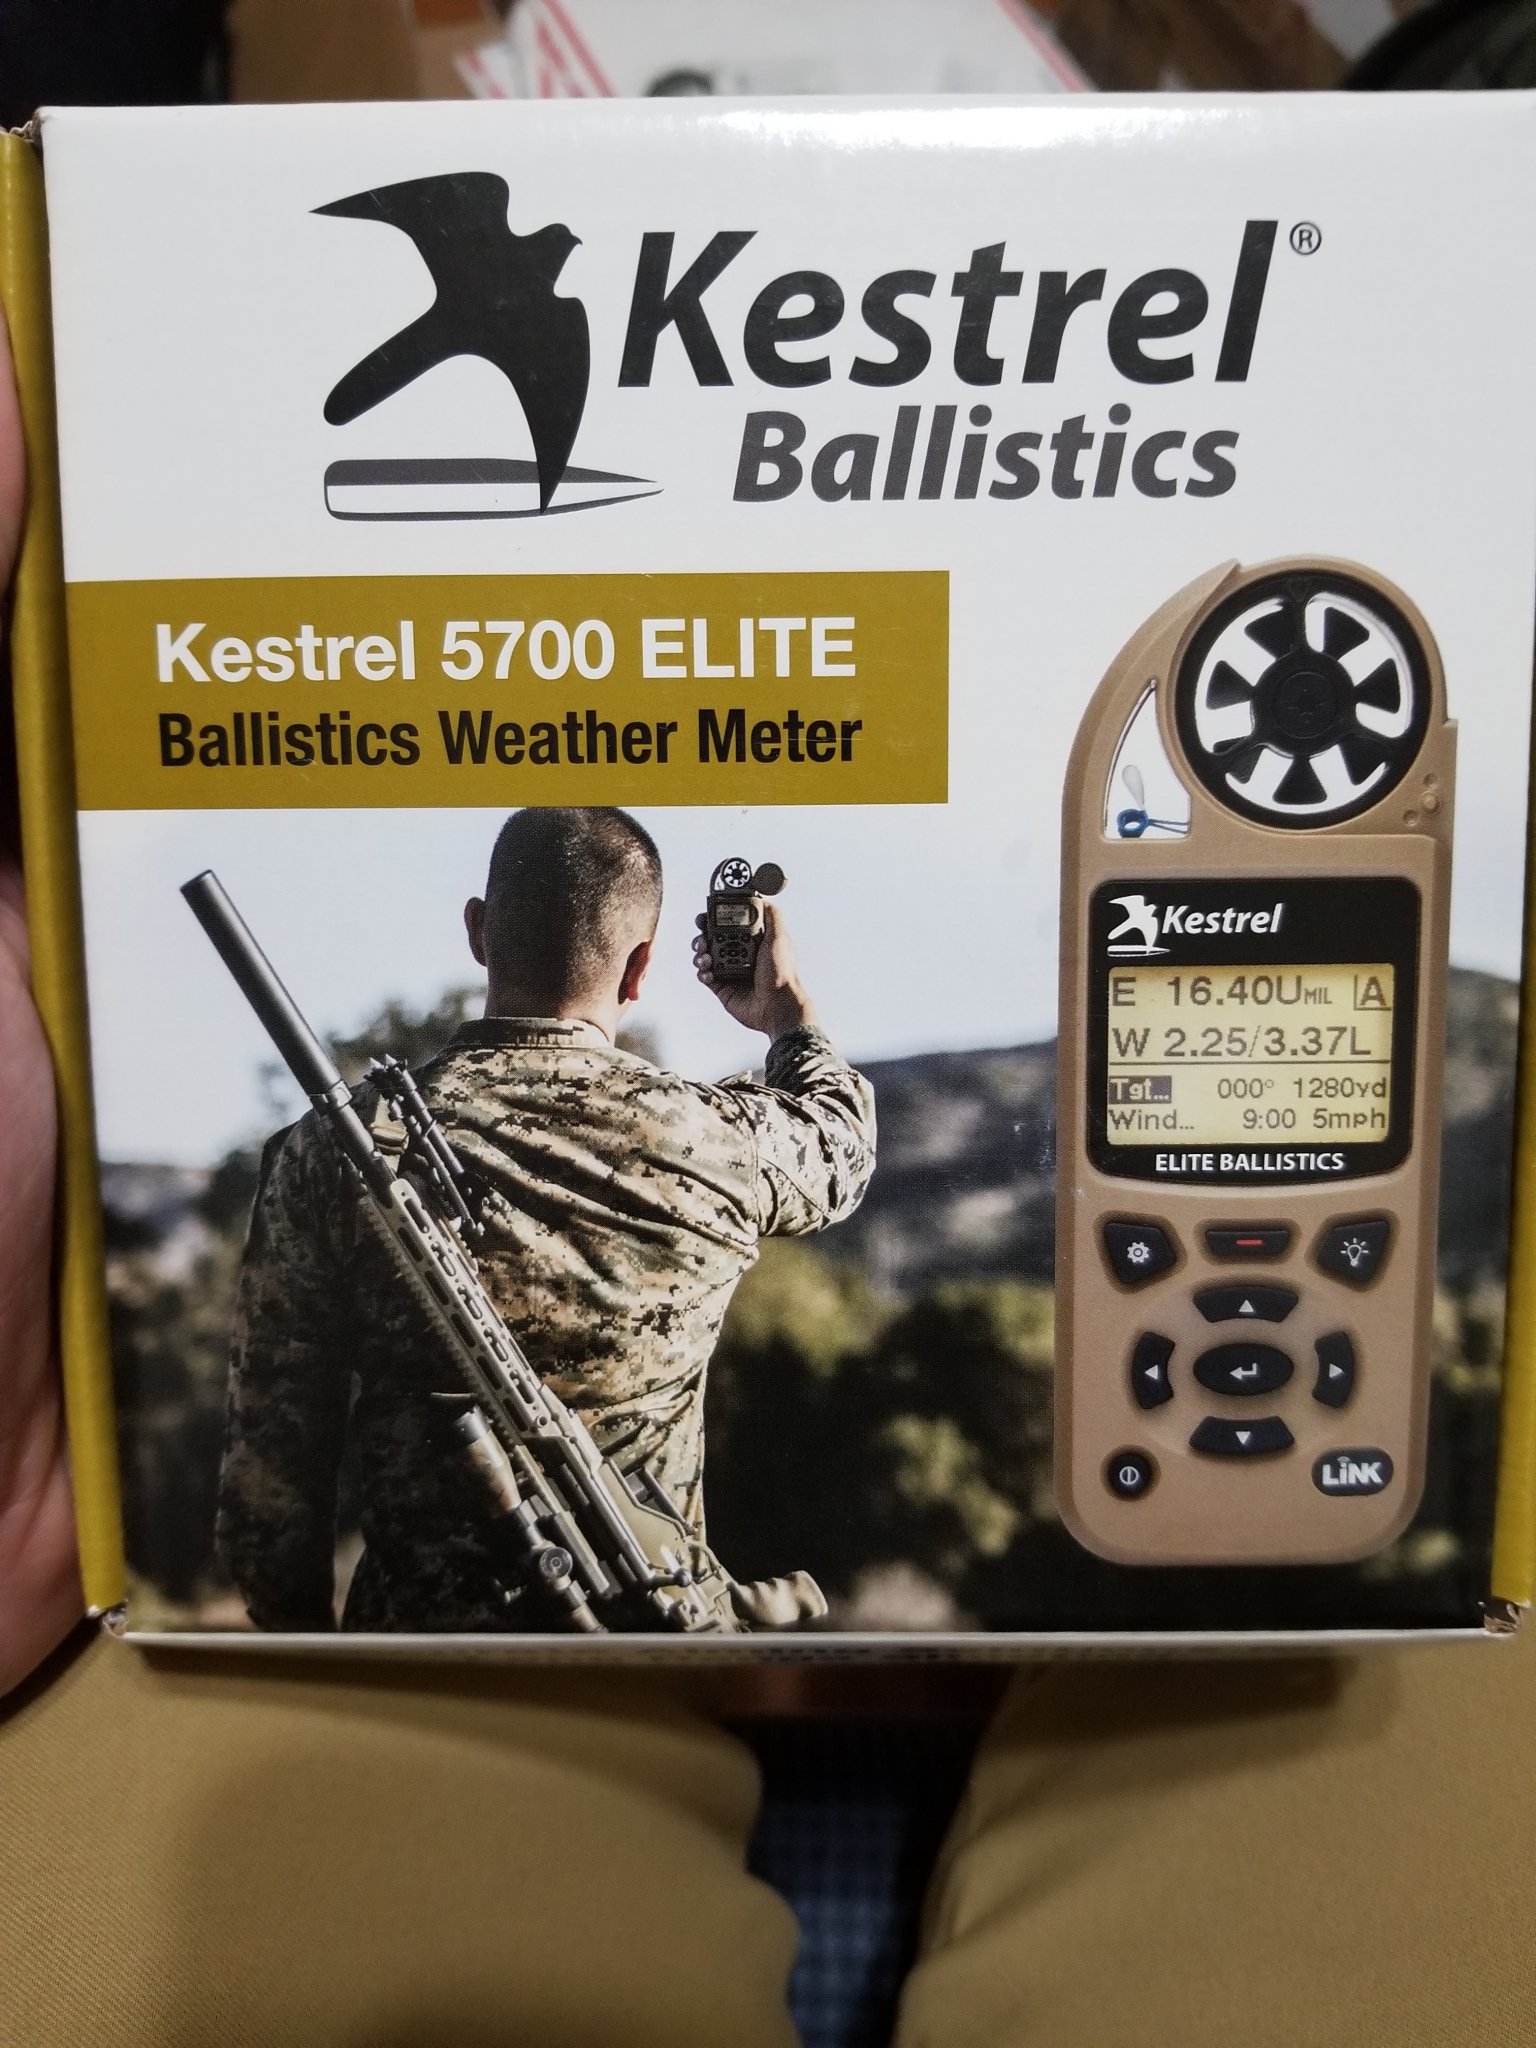 Kestrel®
Ballistics
Kestrel 5700 ELITE
Ballistics Weather Meter
Kestrel
E 16.40UMIL A
W 2.25/3.37L
Tgt... 000° 1280yd
Wind... 9:00 5mph
ELITE BALLISTICS
LiNK